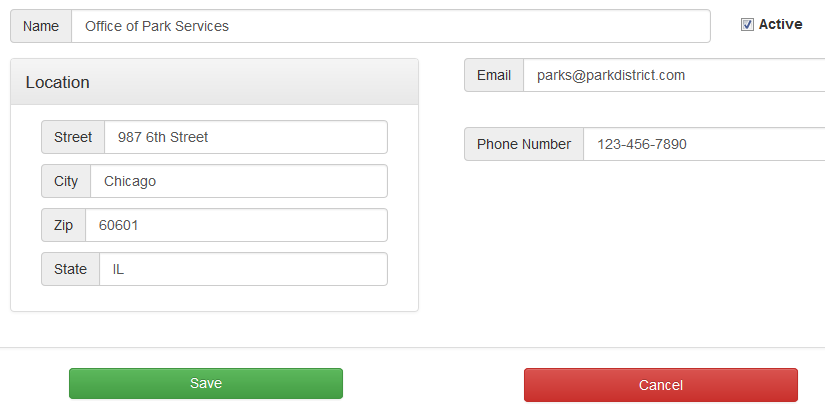 Name Office of Park Services Active
Location
Street 987 6th Street
City Chicago
Zip 60601
State IL
Email parks@parkdistrict.com
Phone Number 123-456-7890
Save Cancel